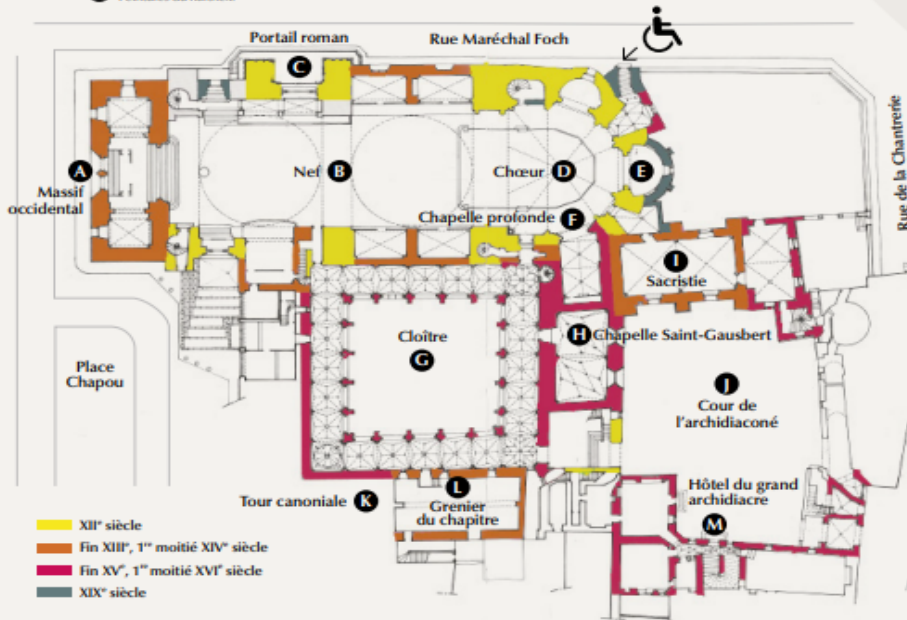 Portail roman
Rue Maréchal Foch
C
A
Massif
occidental
Nef B
Chœur D
E
Rue de la Chantrerie
Chapelle profonde F
I
Sacristie
Cloître
G
H Chapelle Saint-Gausbert
Place
Chapou
J
Cour de
l'archidiaconé
Tour canoniale K
L
Grenier
du chapitre
Hôtel du grand
archidiacre
M
XIIe siècle
Fin XIIIe, 1re moitié XIVe siècle
Fin XVe, 1re moitié XVIe siècle
XIXe siècle